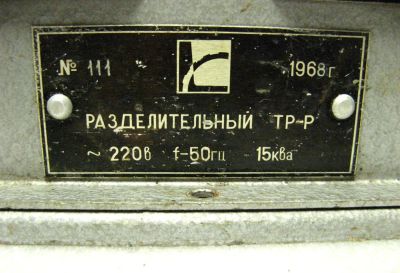 № 111 1968г
РАЗДЕЛИТЕЛЬНЫЙ ТР-Р
~ 220в f-50гц 15ква